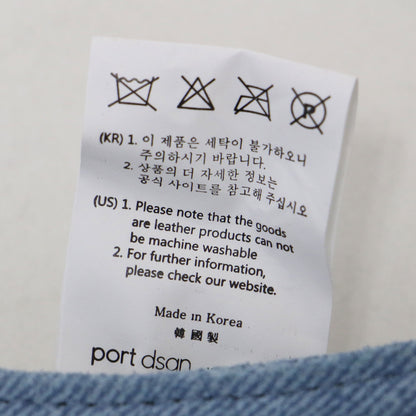 (KR) 1. 이 제품은 세탁이 불가하오니
주의하시기 바랍니다.
2. 상품의 더 자세한 정보는
공식 사이트를 참고해 주십시오
(US) 1. Please note that the goods
are leather products can not
be machine washable
2. For further information,
please check our website.
Made in Korea
韓國製
port dsan